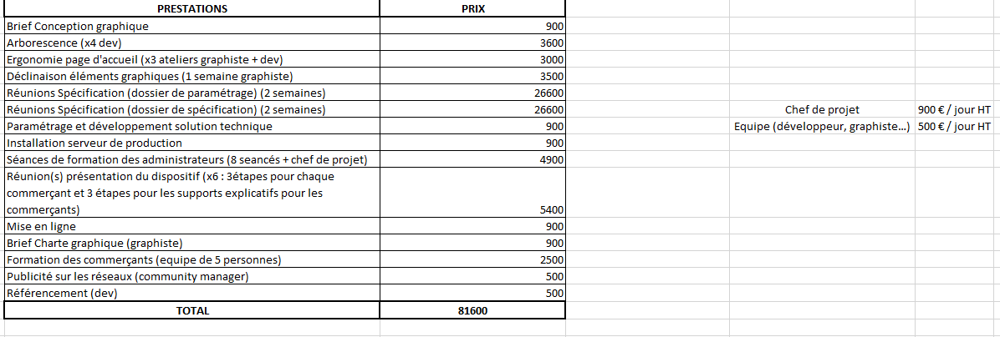 PRESTATIONS PRIX
Brief Conception graphique 900
Arborescence (x4 dev) 3600
Ergonomie page d'accueil (x3 ateliers graphiste + dev) 3000
Déclinaison éléments graphiques (1 semaine graphiste) 3500
Réunions Spécification (dossier de paramétrage) (2 semaines) 26600
Réunions Spécification (dossier de spécification) (2 semaines) 26600 Chef de projet 900 € / jour HT
Paramétrage et développement solution technique 900 Equipe (développeur, graphiste...) 500 € / jour HT
Installation serveur de production 900
Séances de formation des administrateurs (8 seancés + chef de projet) 4900
Réunion(s) présentation du dispositif (x6 : 3étapes pour chaque
commerçant et 3 étapes pour les supports explicatifs pour les
commerçants) 5400
Mise en ligne 900
Brief Charte graphique (graphiste) 900
Formation des commerçants (equipe de 5 personnes) 2500
Publicité sur les réseaux (community manager) 500
Référencement (dev) 500
TOTAL 81600